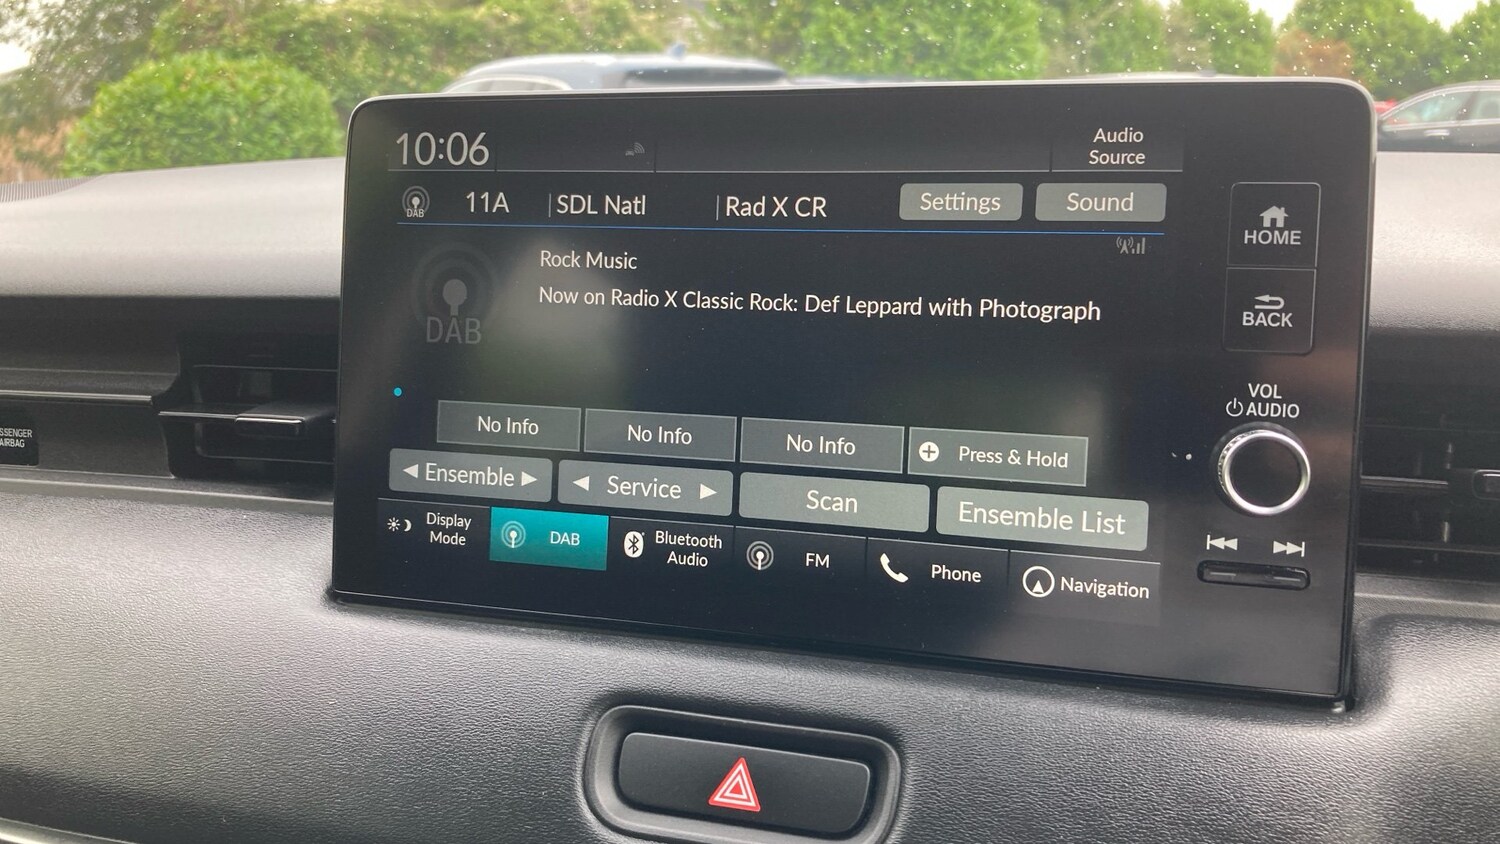 10:06
Audio
Source
DAB
11A
SDL Natl
Rad X CR
Settings
Sound
HOME
DAB
Rock Music
Now on Radio X Classic Rock: Def Leppard with Photograph
BACK
VOL
AUDIO
No Info
No Info
No Info
Press & Hold
Ensemble
Service
Scan
Ensemble List
Display
Mode
DAB
Bluetooth
Audio
FM
Phone
Navigation
SSENGER
AIRBAG